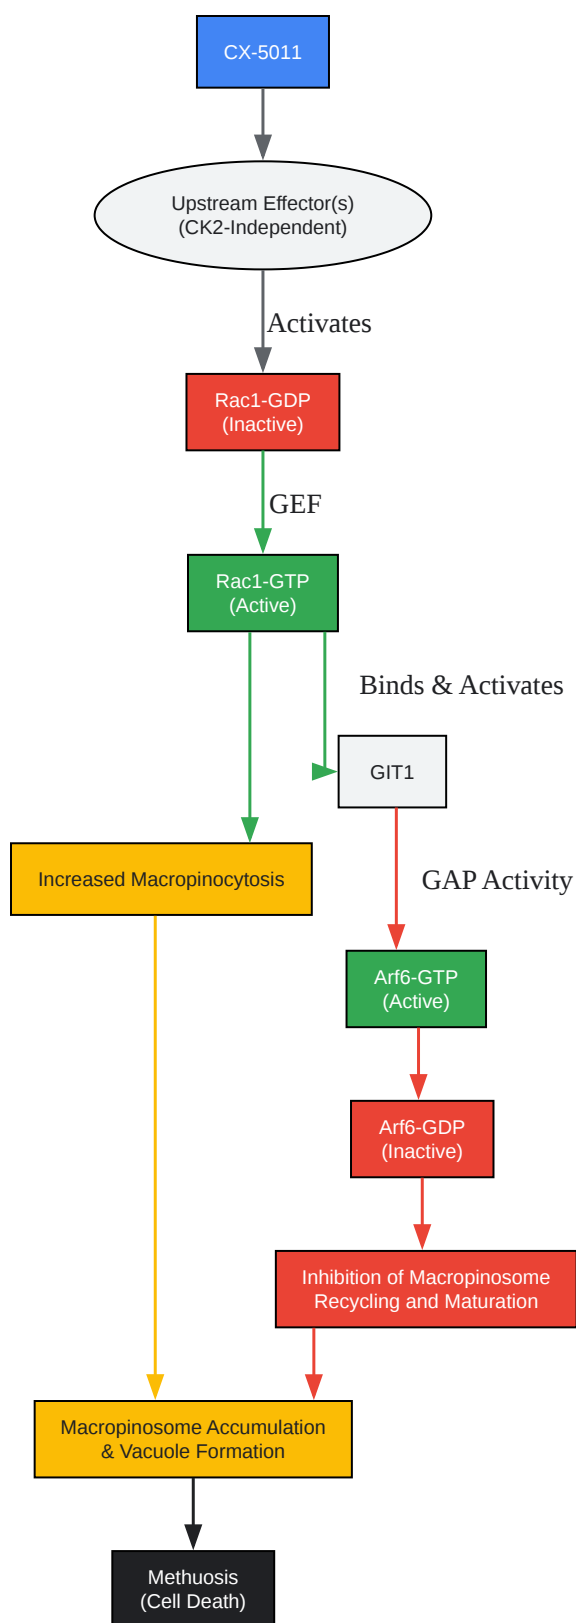 CX-5011
Upstream Effector(s)
(CK2-Independent)
Activates
Rac1-GDP
(Inactive)
GEF
Rac1-GTP
(Active)
Binds & Activates
GIT1
Increased Macropinocytosis
GAP Activity
Arf6-GTP
(Active)
Arf6-GDP
(Inactive)
Inhibition of Macropinosome
Recycling and Maturation
Macropinosome Accumulation
& Vacuole Formation
Methuosis
(Cell Death)